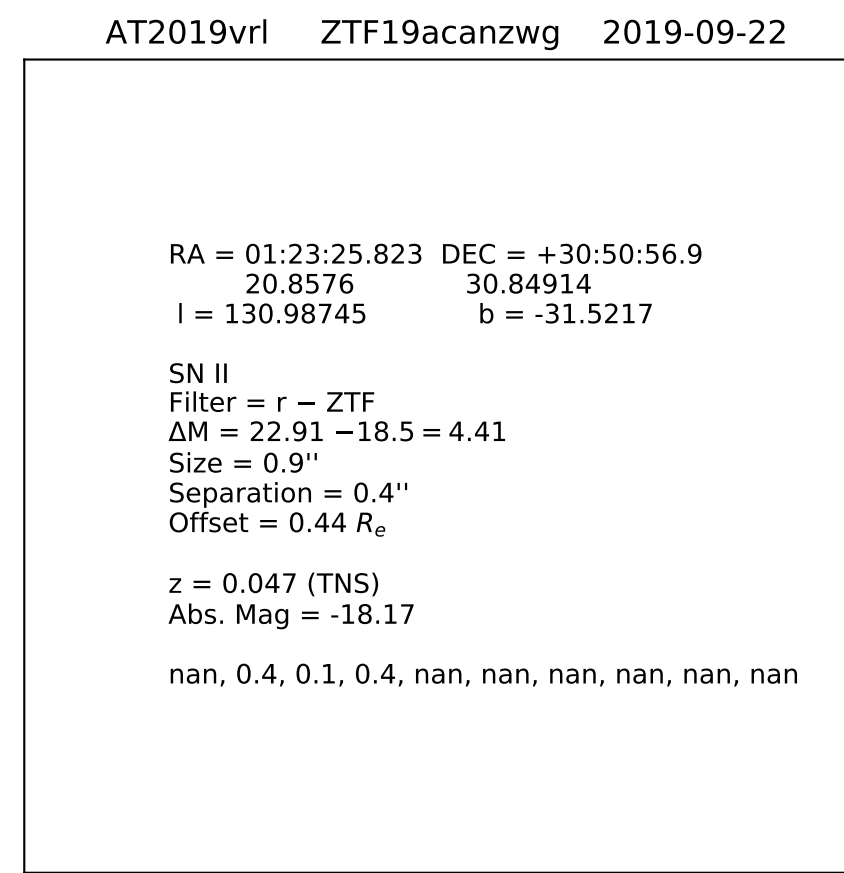 AT2019vrl ZTF19acanzwg 2019-09-22
RA = 01:23:25.823 DEC = +30:50:56.9
20.8576 30.84914
l = 130.98745 b = -31.5217
SN II
Filter = r − ZTF
ΔM = 22.91 −18.5 = 4.41
Size = 0.9''
Separation = 0.4''
Offset = 0.44 Rₑ
z = 0.047 (TNS)
Abs. Mag = -18.17
nan, 0.4, 0.1, 0.4, nan, nan, nan, nan, nan, nan